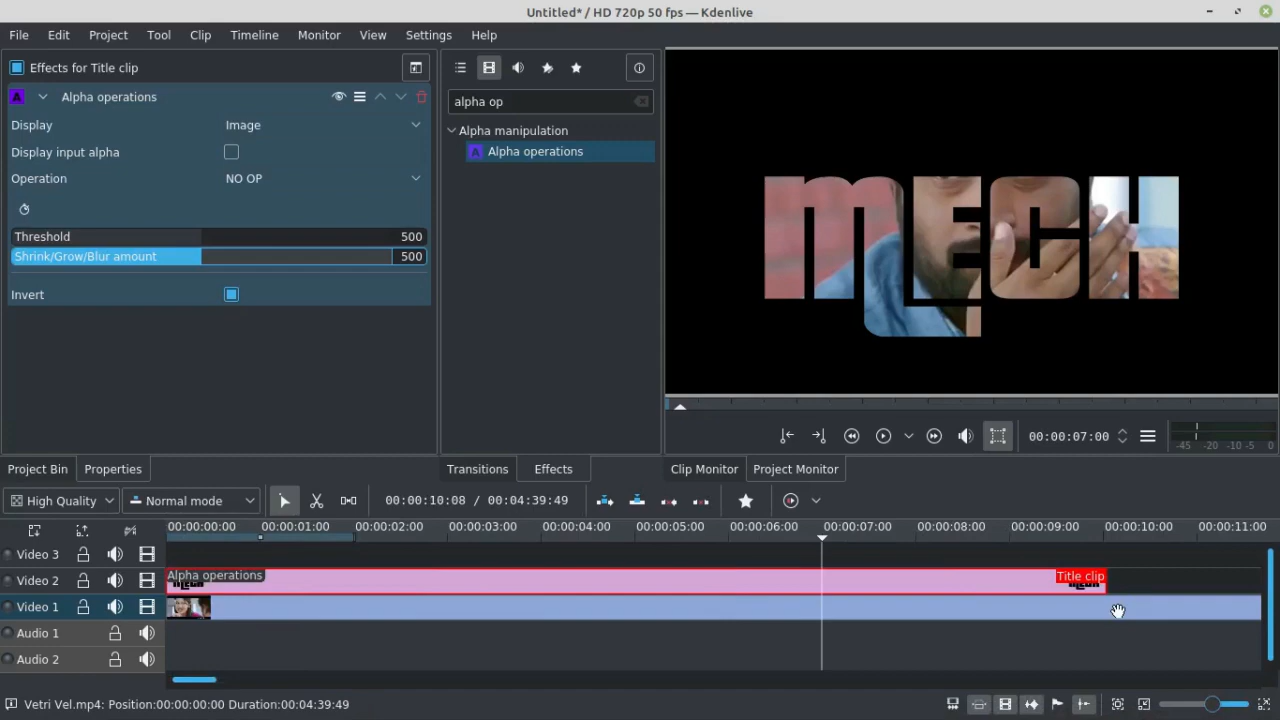 Untitled* / HD 720p 50 fps — Kdenlive
File Edit Project Tool Clip Timeline Monitor View Settings Help
Effects for Title clip
A Alpha operations
Display Image
Display input alpha
Operation NO OP
Threshold 500
Shrink/Grow/Blur amount 500
Invert
alpha op
Alpha manipulation
A Alpha operations
MECH
00:00:07:00
-45 -20 -10 -5 0
Project Bin Properties
Transitions Effects
Clip Monitor Project Monitor
High Quality Normal mode 00:00:10:08 / 00:04:39:49
00:00:00:00 00:00:01:00 00:00:02:00 00:00:03:00 00:00:04:00 00:00:05:00 00:00:06:00 00:00:07:00 00:00:08:00 00:00:09:00 00:00:10:00 00:00:11:00
Video 3
Video 2 Alpha operations MECH Title clip MECH
Video 1
Audio 1
Audio 2
Vetri Vel.mp4: Position:00:00:00:00 Duration:00:04:39:49